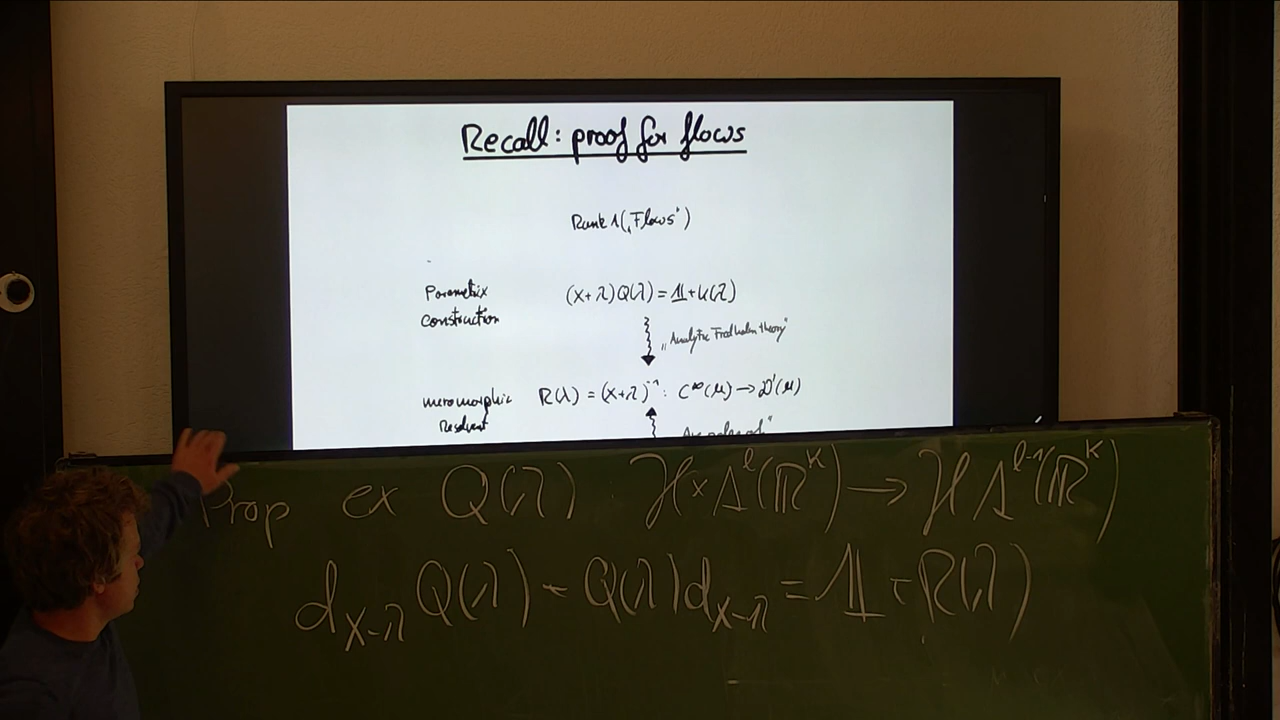 Recall: proof for flows
Rank 1 („Flows“)
Parametrix construction
(X+λ)Q(λ) = 𝟙+K(λ)
„Analytic Fredholm theory“
meromorphic Resolvent
R(λ) = (X+λ)⁻¹ : C^∞(M) → D'(M)
Prop ex Q(λ) ℋ×Λ^ℓ(ℝ^k) → ℋΛ^{ℓ-1}(ℝ^k)
d_{X-λ} Q(λ) + Q(λ) d_{X-λ} = 𝟙 + R(λ)